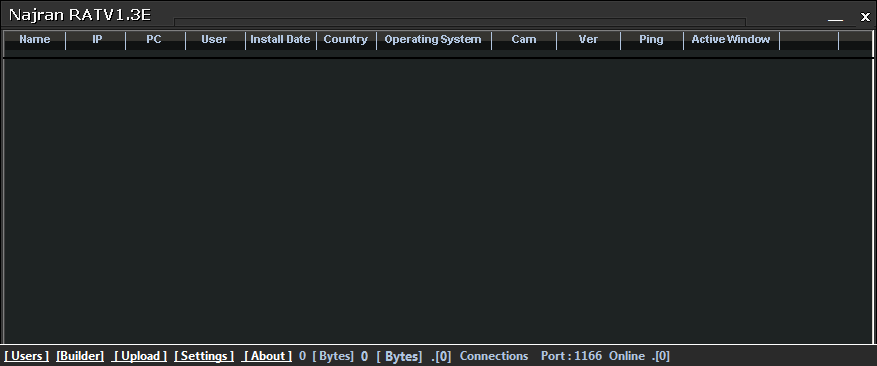 Najran RATV1.3E
Name IP PC User Install Date Country Operating System Cam Ver Ping Active Window
[ Users ] [Builder] [ Upload ] [ Settings ] [ About ] 0 [ Bytes] 0 [ Bytes] .[0] Connections Port : 1166 Online .[0]